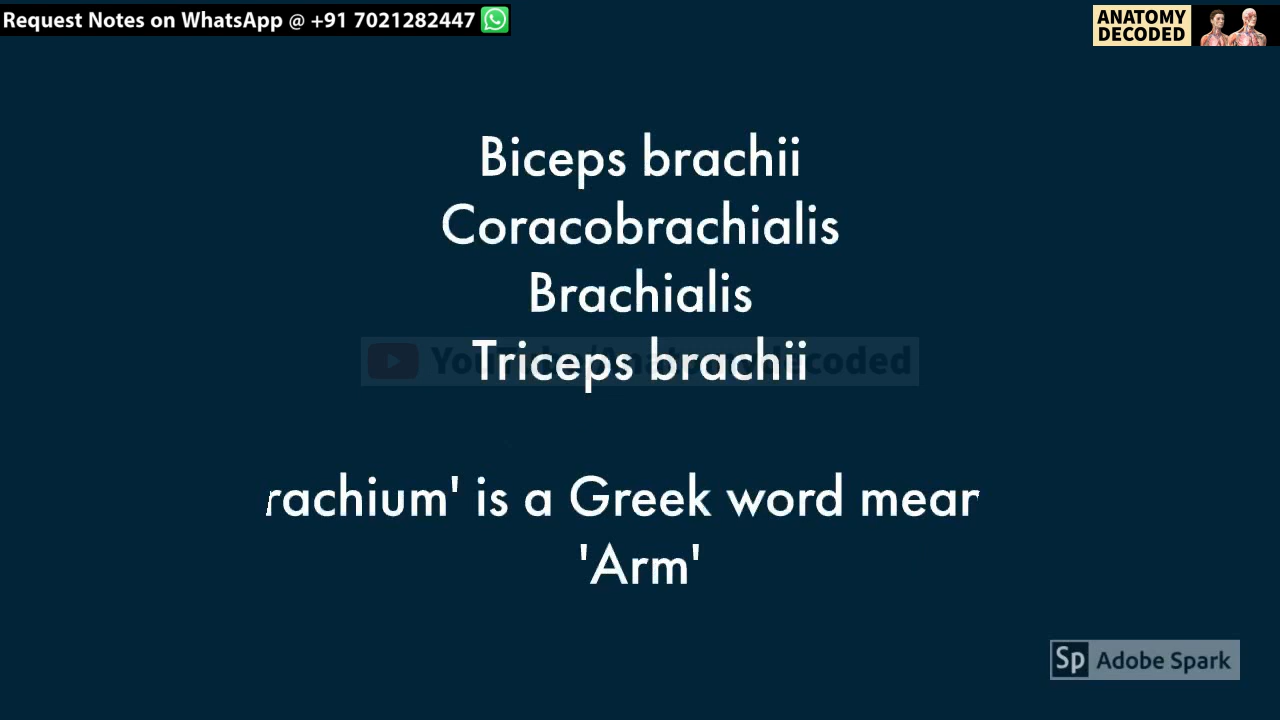 Request Notes on WhatsApp @ +91 7021282447
ANATOMY
DECODED
Biceps brachii
Coracobrachialis
Brachialis
Triceps brachii
rachium' is a Greek word mear
'Arm'
Sp Adobe Spark